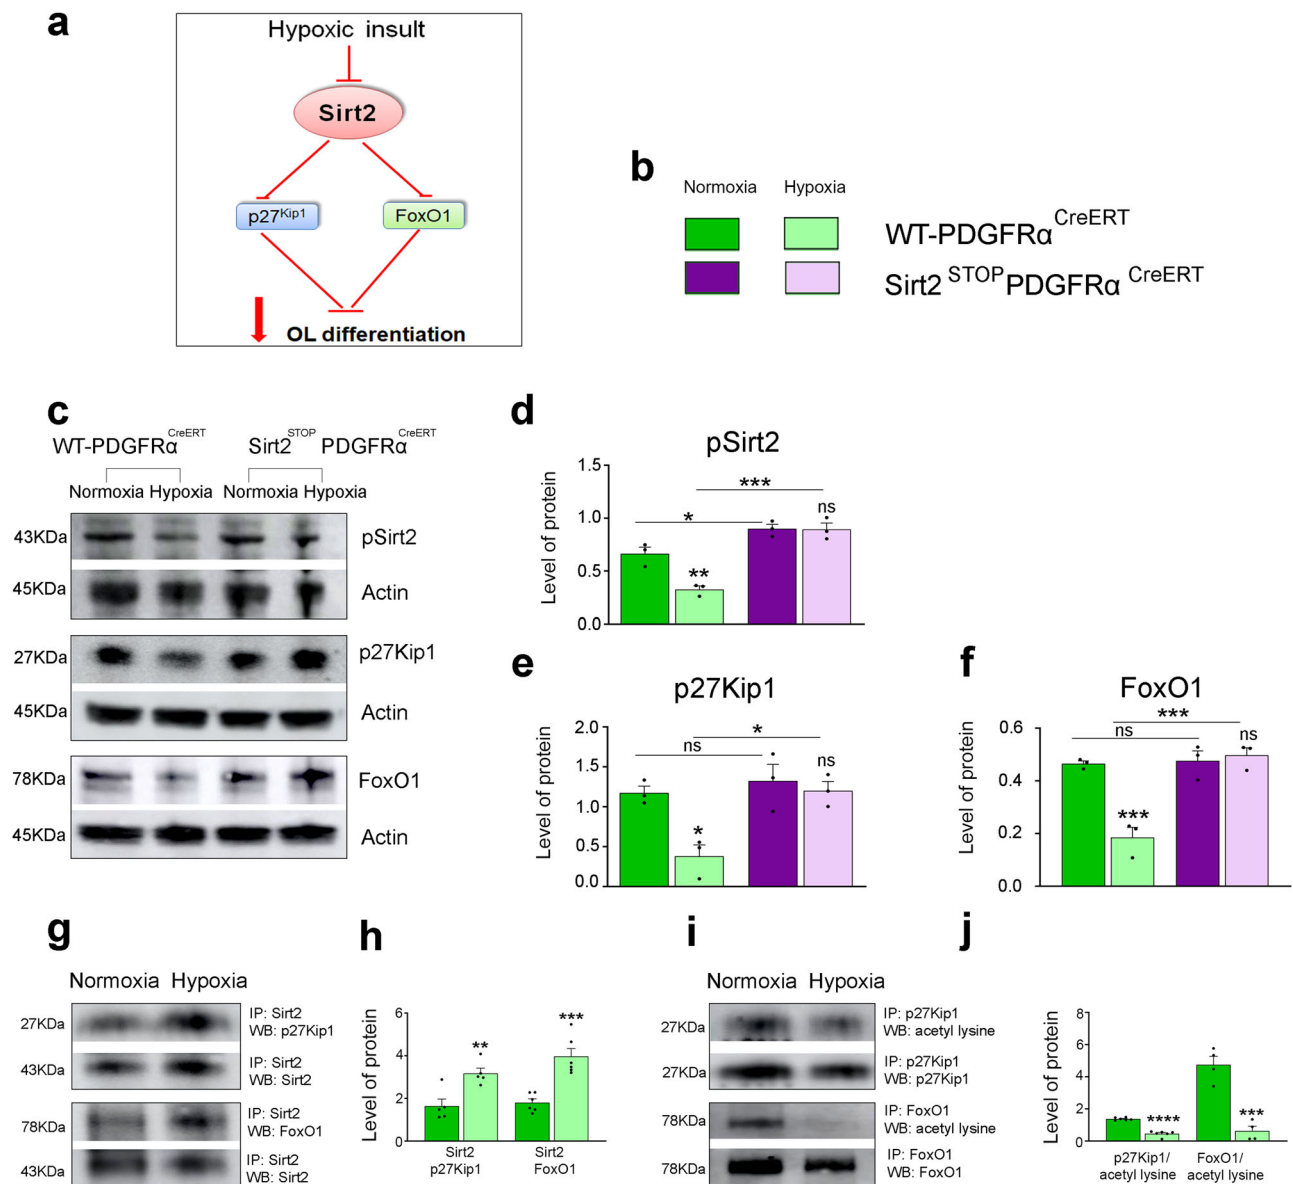 a
Hypoxic insult
Sirt2
p27Kip1
FoxO1
OL differentiation
b
Normoxia Hypoxia
WT-PDGFRα CreERT
Sirt2 STOP PDGFRα CreERT
c
WT-PDGFRα CreERT Sirt2 STOP PDGFRα CreERT
Normoxia Hypoxia Normoxia Hypoxia
43KDa pSirt2
45KDa Actin
27KDa p27Kip1
45KDa Actin
78KDa FoxO1
45KDa Actin
d
pSirt2
Level of protein
1.5
1.0
0.5
0.0
*
**
***
ns
e
p27Kip1
Level of protein
2.0
1.5
1.0
0.5
0.0
ns
*
*
ns
f
FoxO1
Level of protein
0.6
0.4
0.2
0.0
ns
***
***
ns
g
Normoxia Hypoxia
27KDa IP: Sirt2
WB: p27Kip1
43KDa IP: Sirt2
WB: Sirt2
78KDa IP: Sirt2
WB: FoxO1
43KDa IP: Sirt2
WB: Sirt2
h
Level of protein
6
4
2
0
**
***
Sirt2 Sirt2
p27Kip1 FoxO1
i
Normoxia Hypoxia
27KDa IP: p27Kip1
WB: acetyl lysine
27KDa IP: p27Kip1
WB: p27Kip1
78KDa IP: FoxO1
WB: acetyl lysine
78KDa IP: FoxO1
WB: FoxO1
j
Level of protein
8
6
4
2
0
****
***
p27Kip1/ FoxO1/
acetyl lysine acetyl lysine